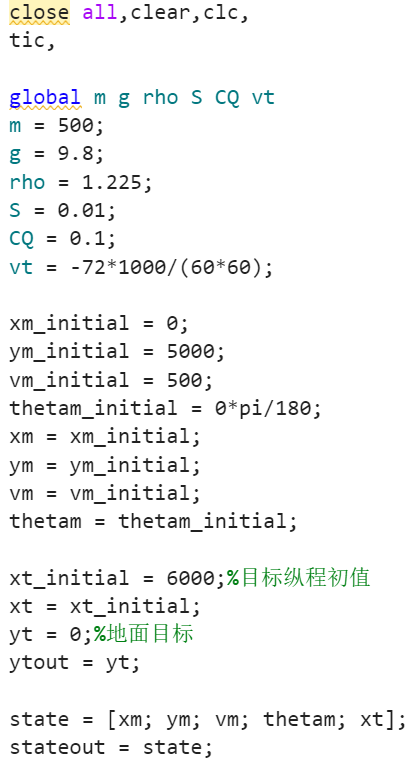 close all,clear,clc,
tic,
global m g rho S CQ vt
m = 500;
g = 9.8;
rho = 1.225;
S = 0.01;
CQ = 0.1;
vt = -72*1000/(60*60);
xm_initial = 0;
ym_initial = 5000;
vm_initial = 500;
thetam_initial = 0*pi/180;
xm = xm_initial;
ym = ym_initial;
vm = vm_initial;
thetam = thetam_initial;
xt_initial = 6000;%目标纵程初值
xt = xt_initial;
yt = 0;%地面目标
ytout = yt;
state = [xm; ym; vm; thetam; xt];
stateout = state;